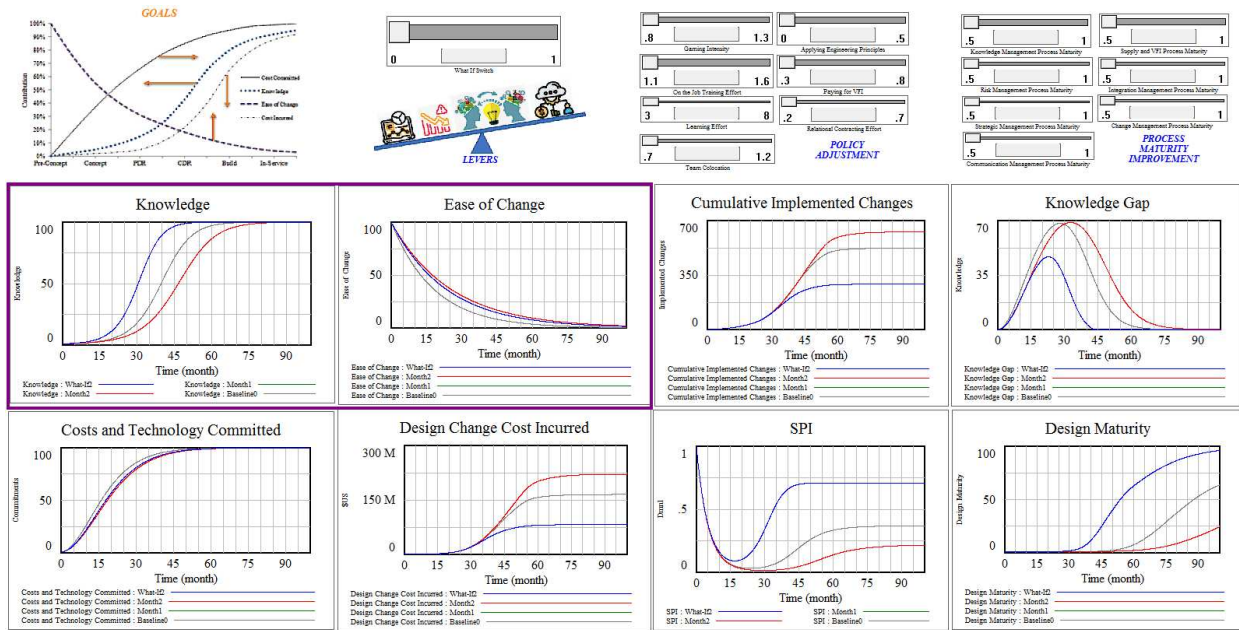 GOALS
100%
90%
80%
70%
60%
50%
40%
30%
20%
10%
0%
Contribution
Cost Committed
Knowledge
Ease of Change
Cost Incurred
Pre-Concept Concept PDR CDR Build In-Service
0 1
What If Switch
LEVERS
.8 1.3
Gaming Intensity
0 .5
Applying Engineering Principles
1.1 1.6
On the Job Training Effort
.3 .8
Paying for VPI
3 8
Learning Effort
.2 .7
Relational Contracting Effort
.7 1.2
Team Colocation
POLICY
ADJUSTMENT
.5 1
Knowledge Management Process Maturity
.5 1
Supply and VPI Process Maturity
.5 1
Risk Management Process Maturity
.5 1
Integration Management Process Maturity
.5 1
Strategic Management Process Maturity
.5 1
Change Management Process Maturity
.5 1
Communication Management Process Maturity
PROCESS
MATURITY
IMPROVEMENT
Knowledge
100
50
0
Knowledge
0 15 30 45 60 75 90
Time (month)
Knowledge : What-If2 Knowledge : Month1
Knowledge : Month2 Knowledge : Baseline0
Ease of Change
100
50
0
Ease of Change
0 15 30 45 60 75 90
Time (month)
Ease of Change : What-If2
Ease of Change : Month2
Ease of Change : Month1
Ease of Change : Baseline0
Cumulative Implemented Changes
700
350
0
Implemented Changes
0 15 30 45 60 75 90
Time (month)
Cumulative Implemented Changes : What-If2
Cumulative Implemented Changes : Month2
Cumulative Implemented Changes : Month1
Cumulative Implemented Changes : Baseline0
Knowledge Gap
70
35
0
Knowledge
0 15 30 45 60 75 90
Time (month)
Knowledge Gap : What-If2
Knowledge Gap : Month2
Knowledge Gap : Month1
Knowledge Gap : Baseline0
Costs and Technology Committed
100
50
0
Commitments
0 15 30 45 60 75 90
Time (month)
Costs and Technology Committed : What-If2
Costs and Technology Committed : Month2
Costs and Technology Committed : Month1
Costs and Technology Committed : Baseline0
Design Change Cost Incurred
300 M
150 M
0
$US
0 15 30 45 60 75 90
Time (month)
Design Change Cost Incurred : What-If2
Design Change Cost Incurred : Month2
Design Change Cost Incurred : Month1
Design Change Cost Incurred : Baseline0
SPI
1
.5
0
Dmnl
0 15 30 45 60 75 90
Time (month)
SPI : What-If2 SPI : Month1
SPI : Month2 SPI : Baseline0
Design Maturity
100
50
0
Design Maturity
0 15 30 45 60 75 90
Time (month)
Design Maturity : What-If2
Design Maturity : Month2
Design Maturity : Month1
Design Maturity : Baseline0